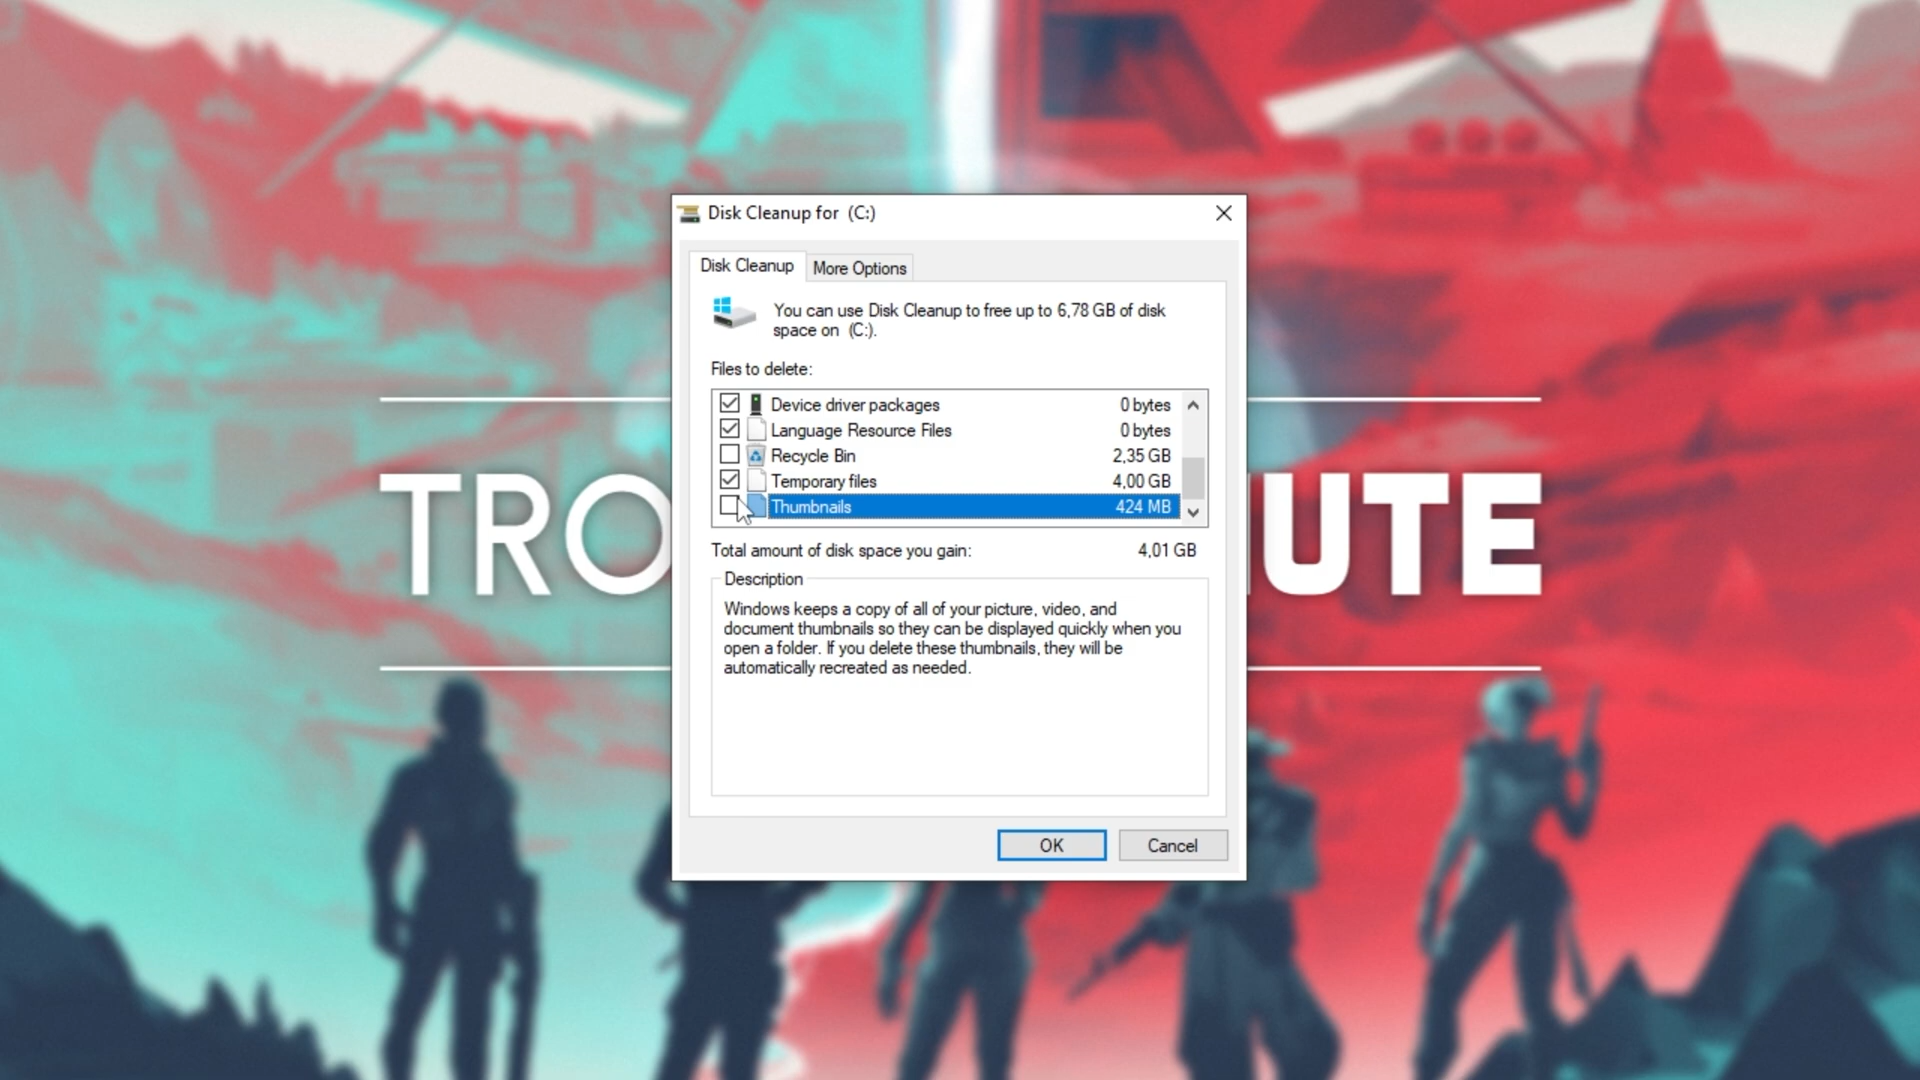 Disk Cleanup for (C:)
Disk Cleanup
More Options
You can use Disk Cleanup to free up to 6,78 GB of disk
space on (C:).
Files to delete:
Device driver packages 0 bytes
Language Resource Files 0 bytes
Recycle Bin 2,35 GB
Temporary files 4,00 GB
Thumbnails 424 MB
Total amount of disk space you gain: 4,01 GB
Description
Windows keeps a copy of all of your picture, video, and
document thumbnails so they can be displayed quickly when you
open a folder. If you delete these thumbnails, they will be
automatically recreated as needed.
OK
Cancel
TRO
UTE